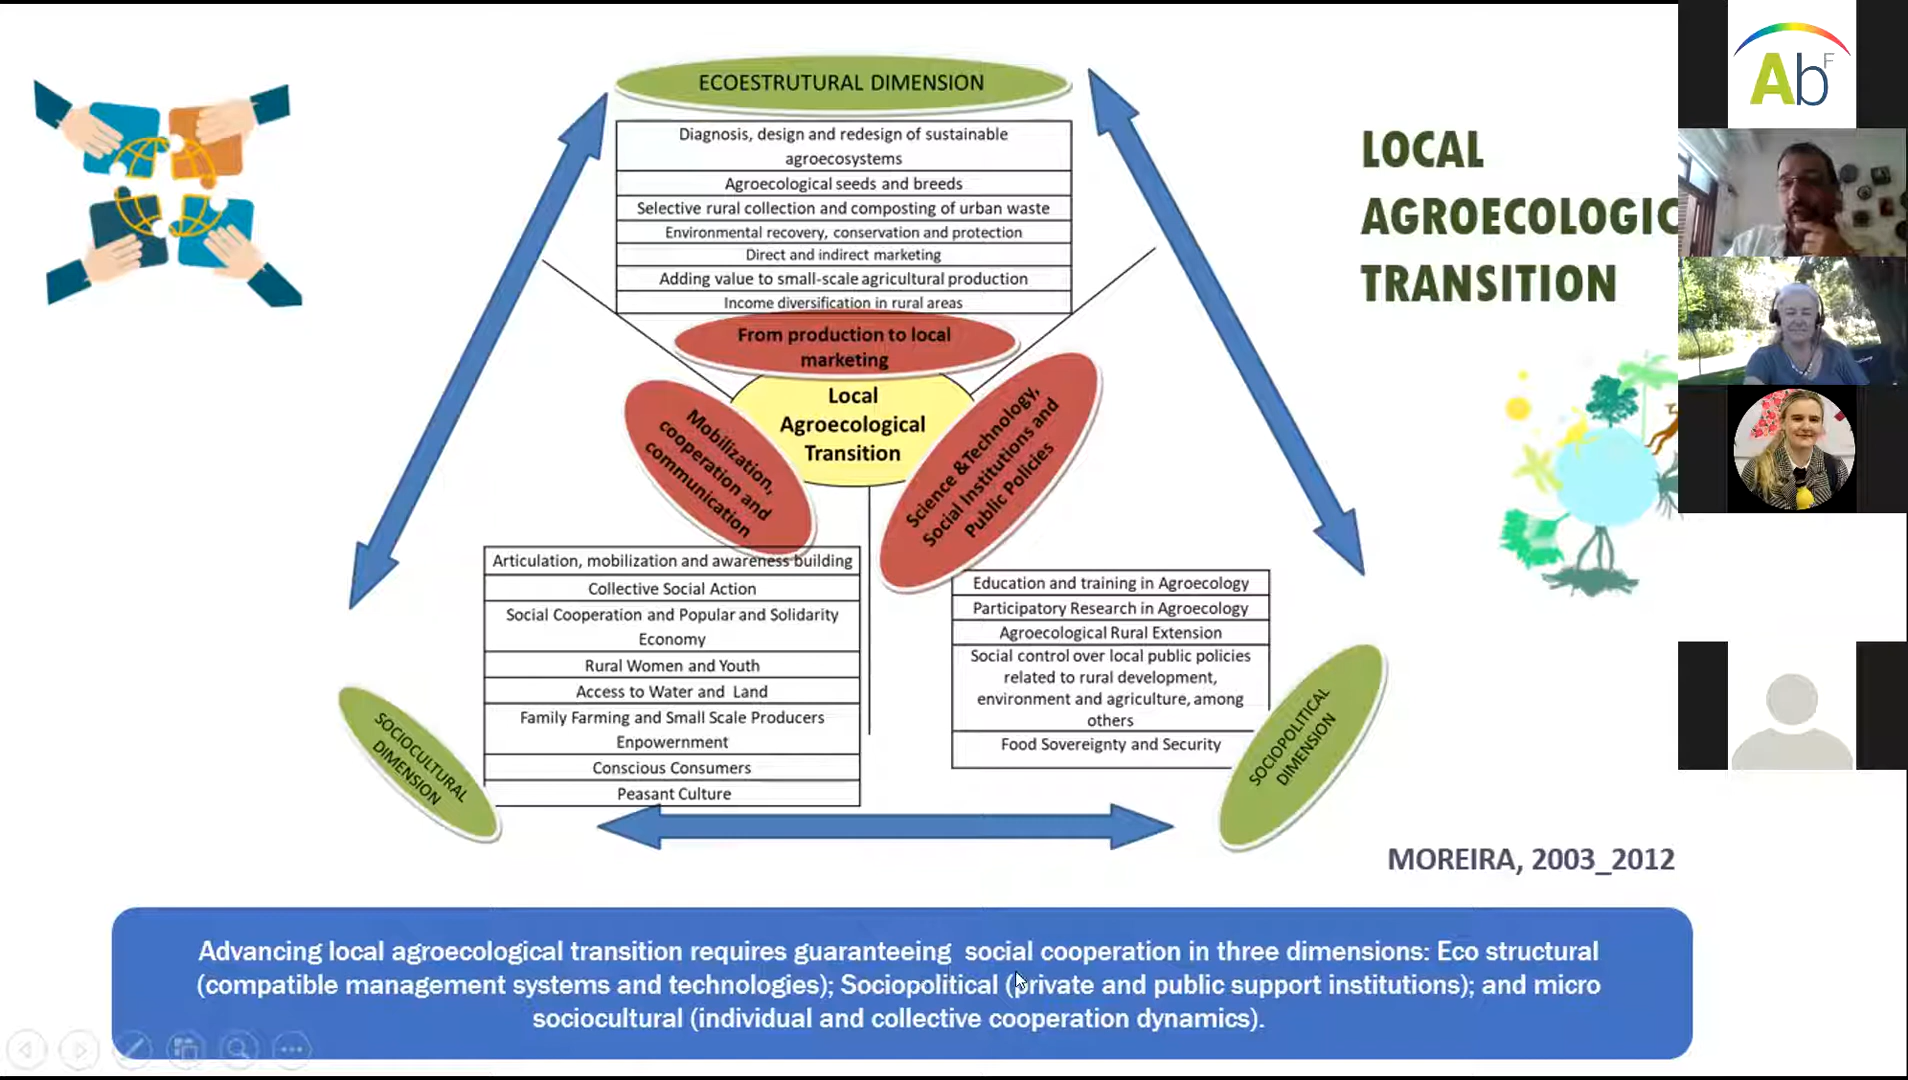 ECOESTRUTURAL DIMENSION
Diagnosis, design and redesign of sustainable
agroecosystems
Agroecological seeds and breeds
Selective rural collection and composting of urban waste
Environmental recovery, conservation and protection
Direct and indirect marketing
Adding value to small-scale agricultural production
Income diversification in rural areas
From production to local
marketing
Local
Agroecological
Transition
Mobilization,
cooperation and
communication
Science &Technology,
Social Institutions and
Public Policies
Articulation, mobilization and awareness building
Collective Social Action
Social Cooperation and Popular and Solidarity
Economy
Rural Women and Youth
Access to Water and Land
Family Farming and Small Scale Producers
Enpowernment
Conscious Consumers
Peasant Culture
Education and training in Agroecology
Participatory Research in Agroecology
Agroecological Rural Extension
Social control over local public policies
related to rural development,
environment and agriculture, among
others
Food Sovereignty and Security
SOCIOCULTURAL
DIMENSION
SOCIOPOLITICAL
DIMENSION
LOCAL
AGROECOLOGIC
TRANSITION
AbF
MOREIRA, 2003_2012
Advancing local agroecological transition requires guaranteeing social cooperation in three dimensions: Eco structural
(compatible management systems and technologies); Sociopolitical (private and public support institutions); and micro
sociocultural (individual and collective cooperation dynamics).